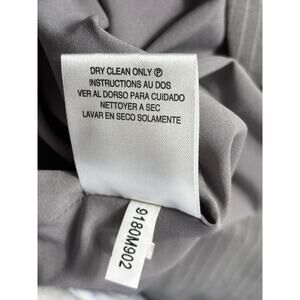 DRY CLEAN ONLY Ⓟ
INSTRUCTIONS AU DOS
VER AL DORSO PARA CUIDADO
NETTOYER A SEC
LAVAR EN SECO SOLAMENTE
9180M902